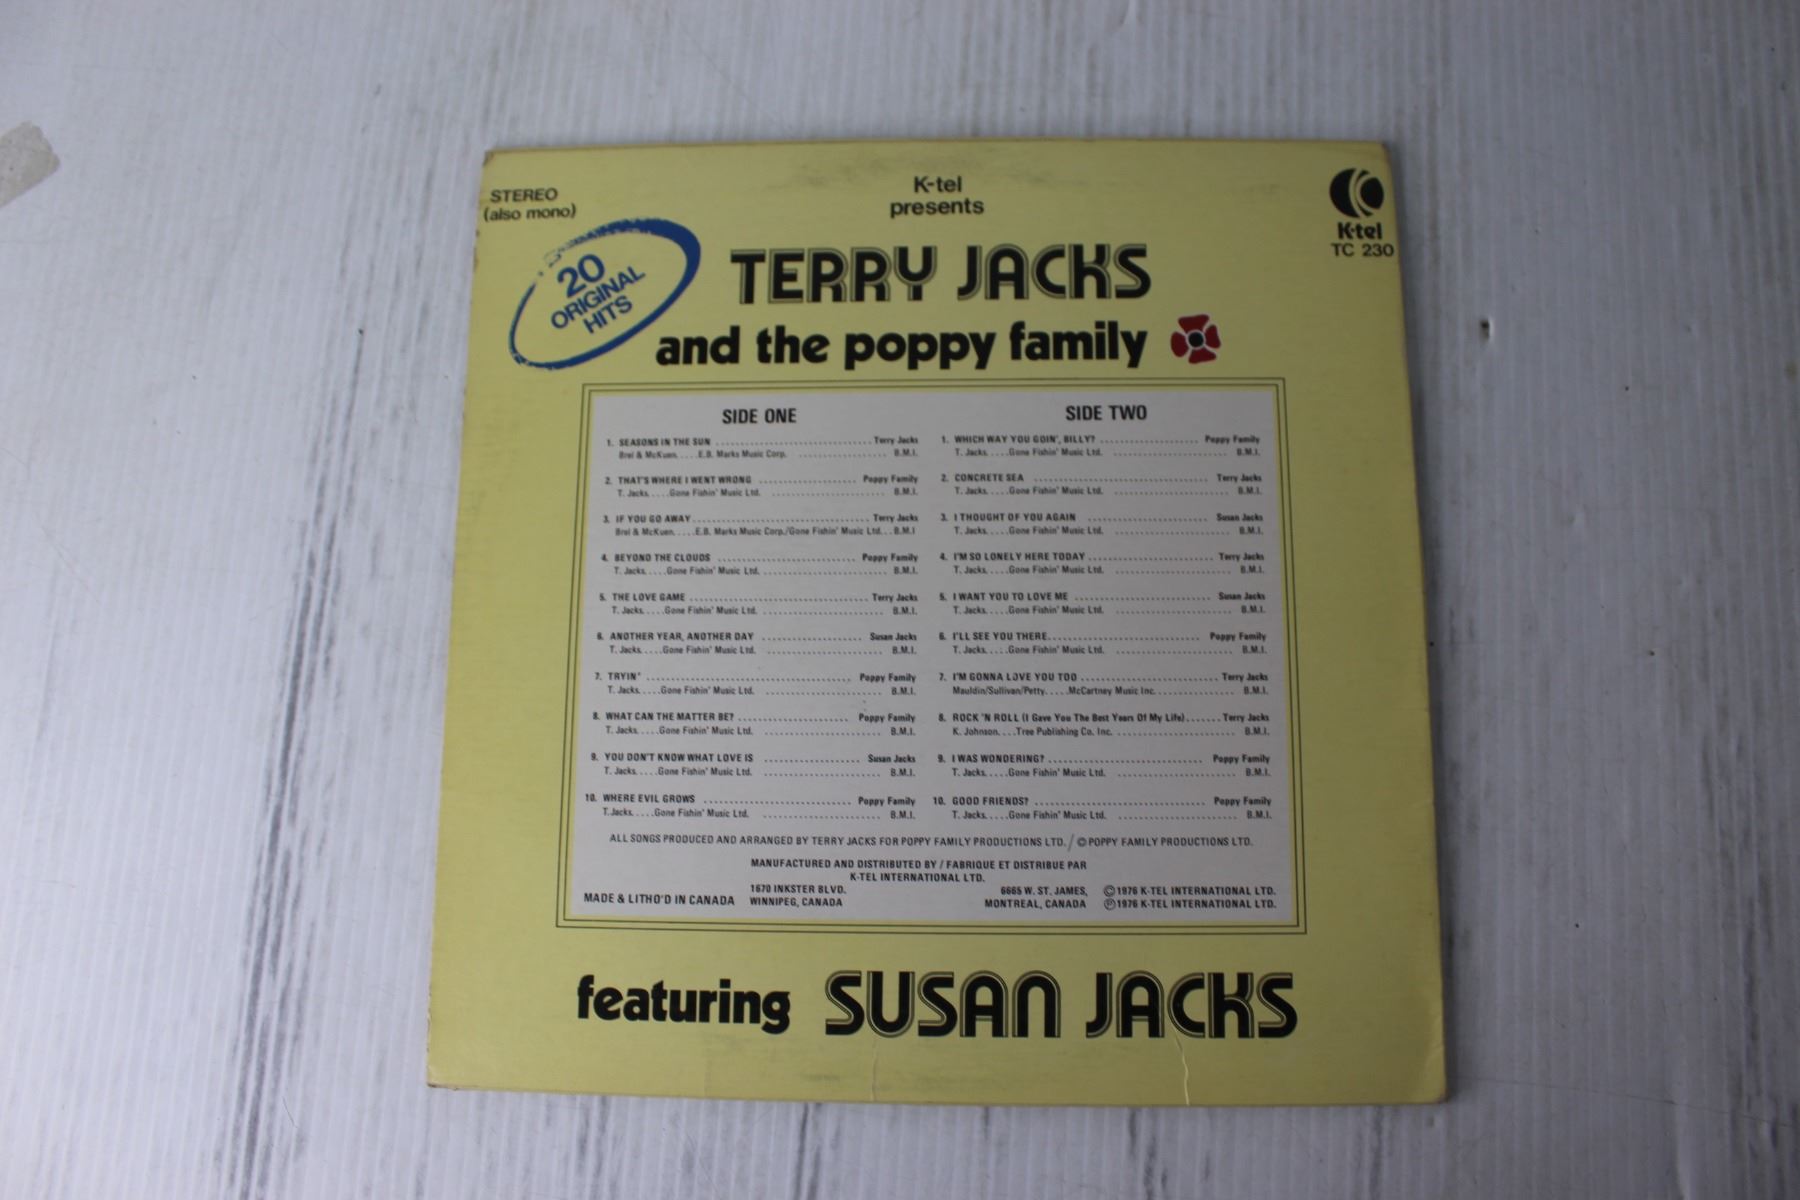 STEREO
(also mono)
K-tel
presents
K-tel
TC 230
20
ORIGINAL
HITS
TERRY JACKS
and the poppy family
SIDE ONE
1. SEASONS IN THE SUN ........ Terry Jacks
Brel & McKuen.....E.B. Marks Music Corp. ........ B.M.I.
2. THAT'S WHERE I WENT WRONG ........ Poppy Family
T. Jacks.....Gone Fishin' Music Ltd. ........ B.M.I.
3. IF YOU GO AWAY ........ Terry Jacks
Brel & McKuen.....E.B. Marks Music Corp./Gone Fishin' Music Ltd... B.M.I
4. BEYOND THE CLOUDS ........ Poppy Family
T. Jacks.....Gone Fishin' Music Ltd. ........ B.M.I.
5. THE LOVE GAME ........ Terry Jacks
T. Jacks.....Gone Fishin' Music Ltd. ........ B.M.I.
6. ANOTHER YEAR, ANOTHER DAY ........ Susan Jacks
T. Jacks.....Gone Fishin' Music Ltd. ........ B.M.I.
7. TRYIN' ........ Poppy Family
T. Jacks.....Gone Fishin' Music Ltd. ........ B.M.I.
8. WHAT CAN THE MATTER BE? ........ Poppy Family
T. Jacks.....Gone Fishin' Music Ltd. ........ B.M.I.
9. YOU DON'T KNOW WHAT LOVE IS ........ Susan Jacks
T. Jacks.....Gone Fishin' Music Ltd. ........ B.M.I.
10. WHERE EVIL GROWS ........ Poppy Family
T.Jacks.....Gone Fishin' Music Ltd. ........ B.M.I.
SIDE TWO
1. WHICH WAY YOU GOIN', BILLY? ........ Poppy Family
T. Jacks.....Gone Fishin' Music Ltd. ........ B.M.I.
2. CONCRETE SEA ........ Terry Jacks
T. Jacks.....Gone Fishin' Music Ltd. ........ B.M.I.
3. I THOUGHT OF YOU AGAIN ........ Susan Jacks
T. Jacks.....Gone Fishin' Music Ltd. ........ B.M.I.
4. I'M SO LONELY HERE TODAY ........ Terry Jacks
T. Jacks.....Gone Fishin' Music Ltd. ........ B.M.I.
5. I WANT YOU TO LOVE ME ........ Susan Jacks
T. Jacks.....Gone Fishin' Music Ltd. ........ B.M.I.
6. I'LL SEE YOU THERE ........ Poppy Family
T. Jacks.....Gone Fishin' Music Ltd. ........ B.M.I.
7. I'M GONNA LOVE YOU TOO ........ Terry Jacks
Mauldin/Sullivan/Petty.....McCartney Music Inc. ........ B.M.I.
8. ROCK 'N ROLL (I Gave You The Best Years Of My Life)....... Terry Jacks
K. Johnson....Tree Publishing Co. Inc. ........ B.M.I.
9. I WAS WONDERING? ........ Poppy Family
T. Jacks.....Gone Fishin' Music Ltd. ........ B.M.I.
10. GOOD FRIENDS? ........ Poppy Family
T. Jacks.....Gone Fishin' Music Ltd. ........ B.M.I.
ALL SONGS PRODUCED AND ARRANGED BY TERRY JACKS FOR POPPY FAMILY PRODUCTIONS LTD./ © POPPY FAMILY PRODUCTIONS LTD.
MANUFACTURED AND DISTRIBUTED BY / FABRIQUE ET DISTRIBUE PAR
K-TEL INTERNATIONAL LTD.
MADE & LITHO'D IN CANADA
1670 INKSTER BLVD.
WINNIPEG, CANADA
6665 W. ST. JAMES,
MONTREAL, CANADA
©1976 K-TEL INTERNATIONAL LTD.
℗1976 K-TEL INTERNATIONAL LTD.
featuring SUSAN JACKS